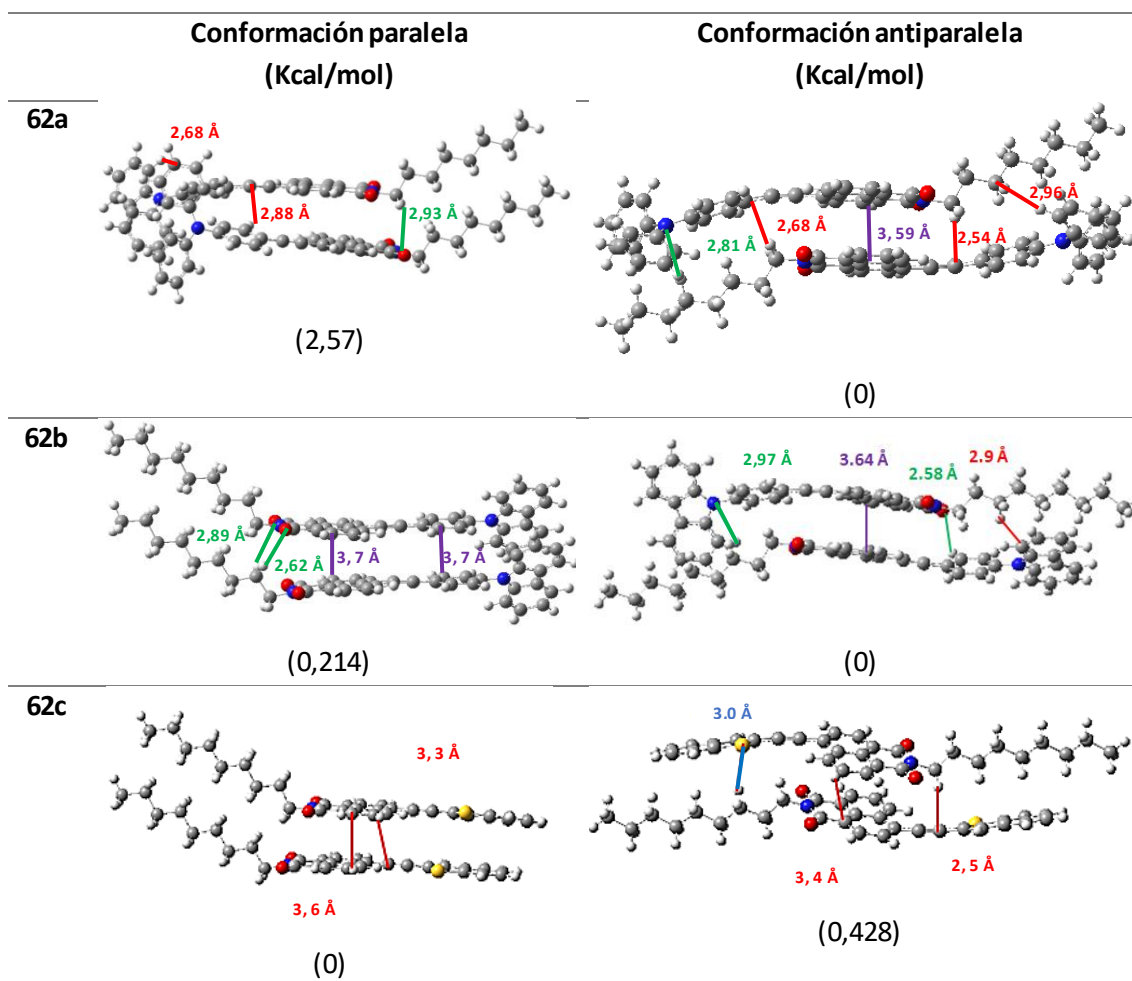 Conformación paralela
(Kcal/mol)
Conformación antiparalela
(Kcal/mol)
62a
2,68 Å
2,88 Å
2,93 Å
(2,57)
2,81 Å
2,68 Å
3, 59 Å
2,54 Å
2,96 Å
(0)
62b
2,89 Å
2,62 Å
3, 7 Å
3, 7 Å
(0,214)
2,97 Å
3.64 Å
2.58 Å
2.9 Å
(0)
62c
3, 3 Å
3, 6 Å
(0)
3.0 Å
3, 4 Å
2, 5 Å
(0,428)